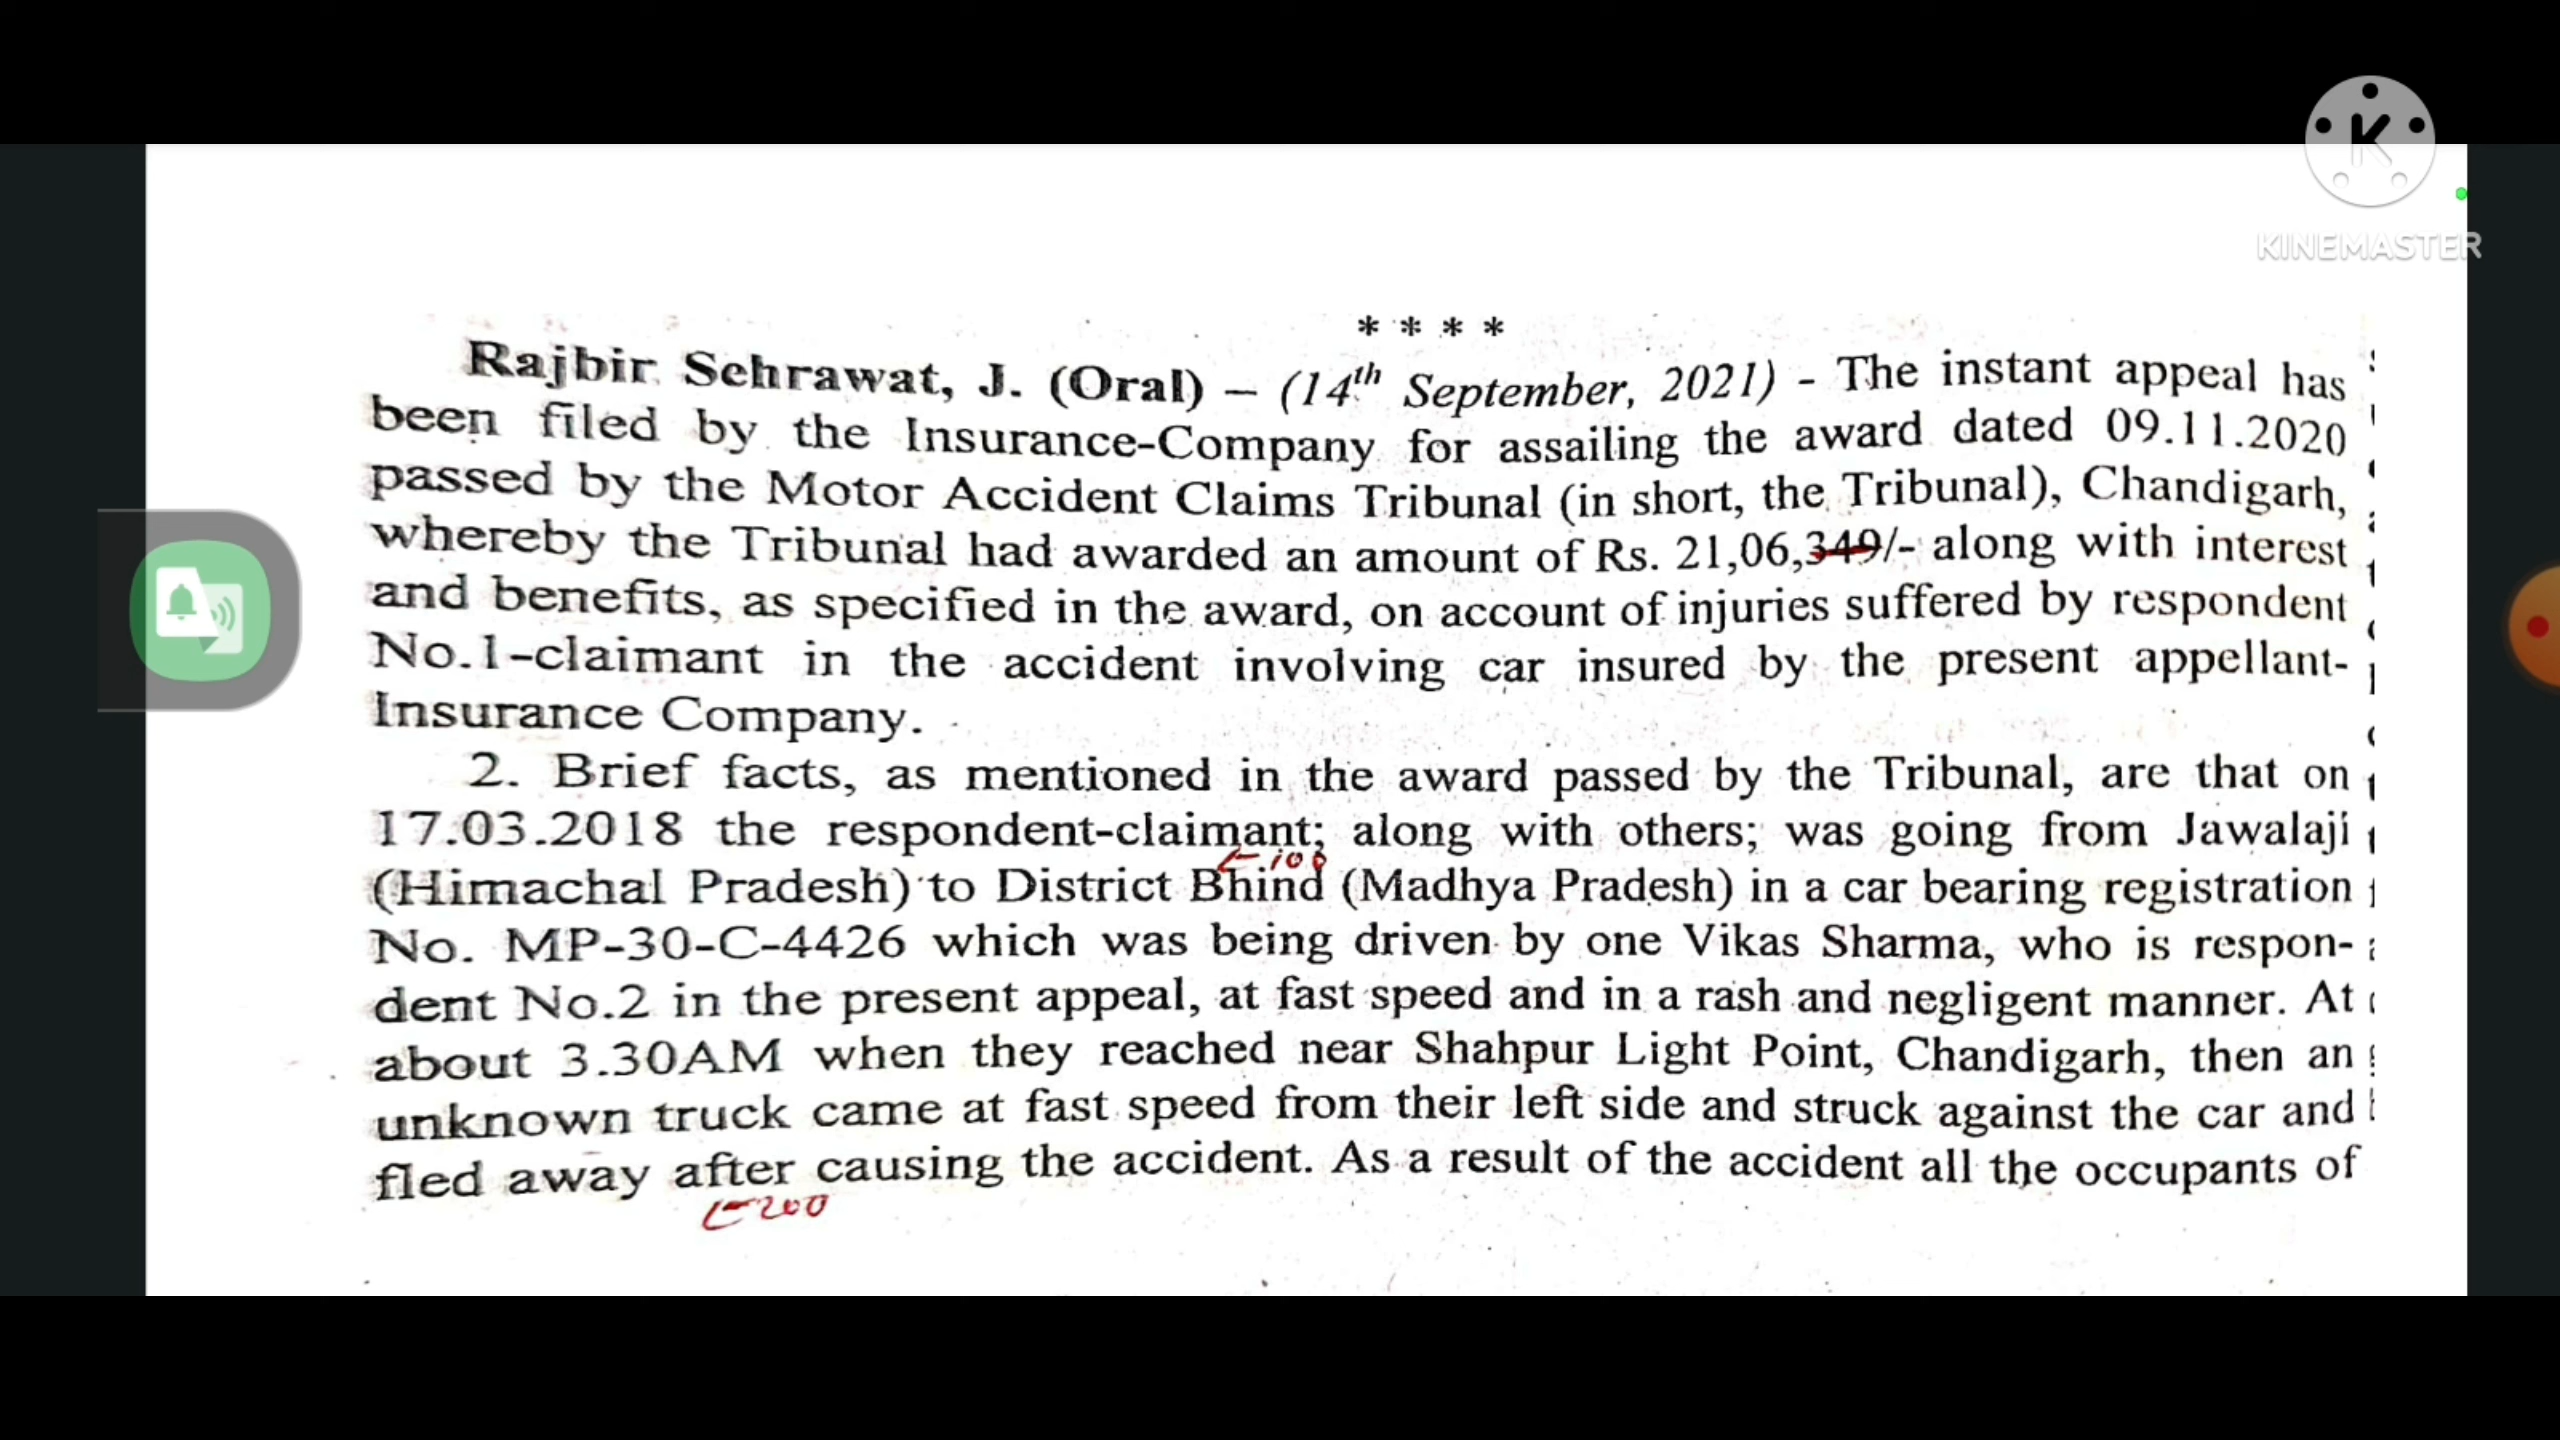 KINEMASTER
* * * *
Rajbir Sehrawat, J. (Oral) – (14th September, 2021) - The instant appeal has
been filed by the Insurance-Company for assailing the award dated 09.11.2020
passed by the Motor Accident Claims Tribunal (in short, the Tribunal), Chandigarh,
whereby the Tribunal had awarded an amount of Rs. 21,06,349/- along with interest
and benefits, as specified in the award, on account of injuries suffered by respondent
No.1-claimant in the accident involving car insured by the present appellant-
Insurance Company.
2. Brief facts, as mentioned in the award passed by the Tribunal, are that on
17.03.2018 the respondent-claimant; along with others; was going from Jawalaji
100
(Himachal Pradesh) to District Bhind (Madhya Pradesh) in a car bearing registration
No. MP-30-C-4426 which was being driven by one Vikas Sharma, who is respon-
dent No.2 in the present appeal, at fast speed and in a rash and negligent manner. At
about 3.30AM when they reached near Shahpur Light Point, Chandigarh, then an
unknown truck came at fast speed from their left side and struck against the car and
fled away after causing the accident. As a result of the accident all the occupants of
200